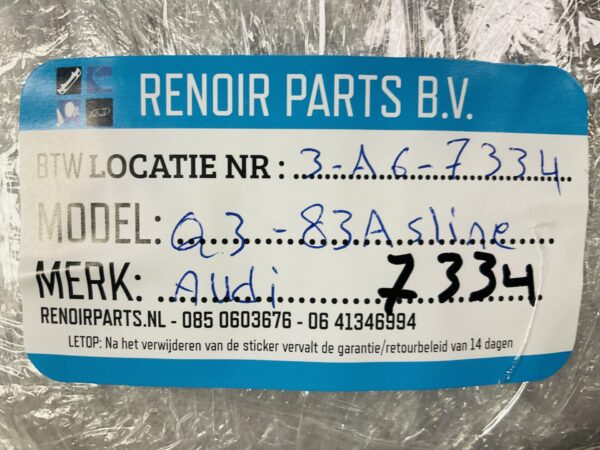 RENOIR PARTS B.V.
BTW LOCATIE NR : 3-A6-7334
MODEL: Q3 - 83A sline
MERK: Audi 7334
RENOIRPARTS.NL - 085 0603676 - 06 41346994
LETOP: Na het verwijderen van de sticker vervalt de garantie/retourbeleid van 14 dagen